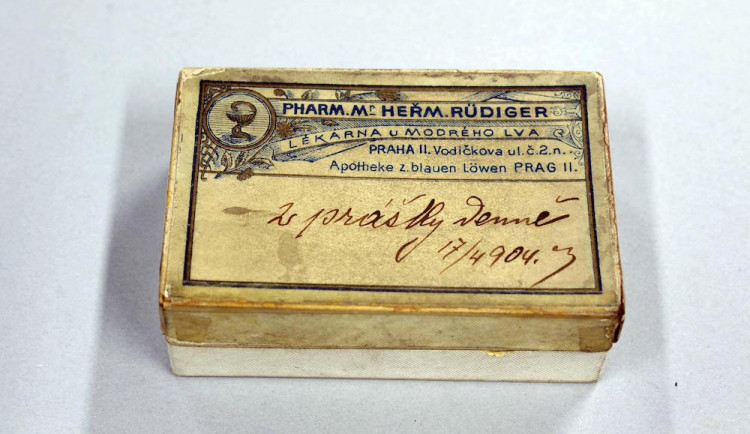 PHARM. Mr. HEŘM. RÜDIGER
LÉKÁRNA u MODRÉHO LVA
PRAHA II. Vodičkova ul. č. 2. n.
Apotheke z. blauen Löwen PRAG II.
2 prášky denně
17/4 904.